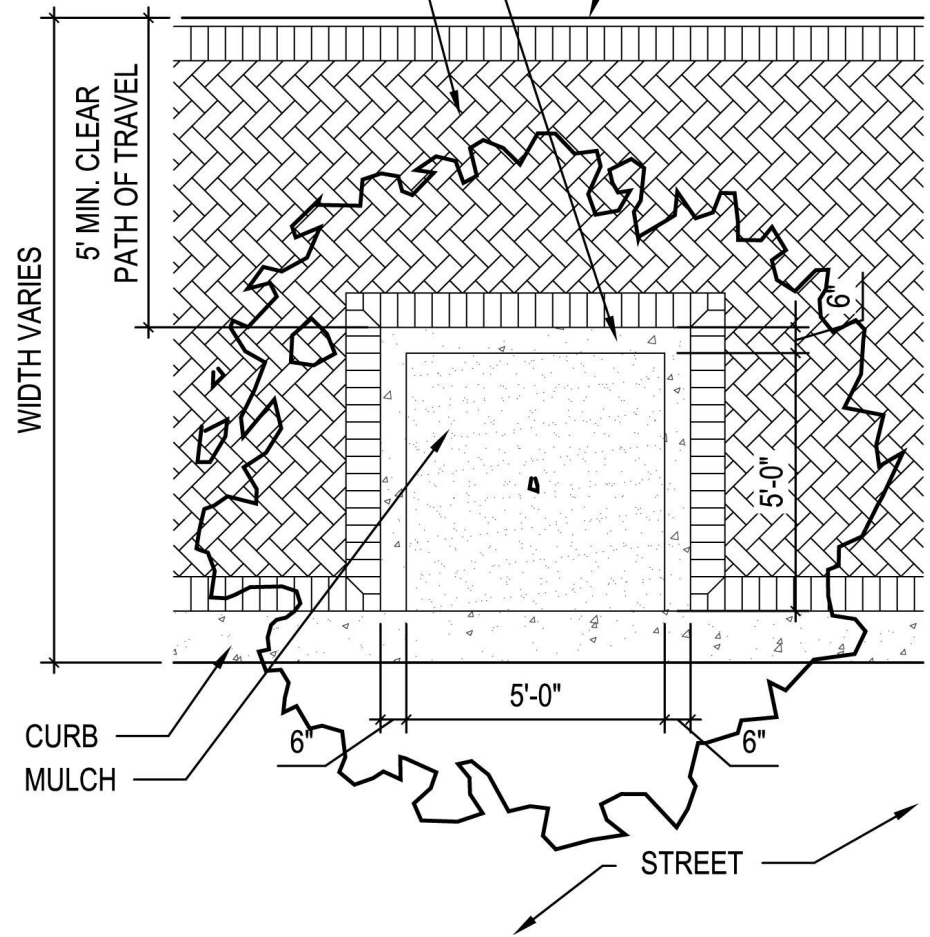 WIDTH VARIES
5' MIN. CLEAR
PATH OF TRAVEL
6"
5'-0"
5'-0"
6"
6"
CURB
MULCH
STREET